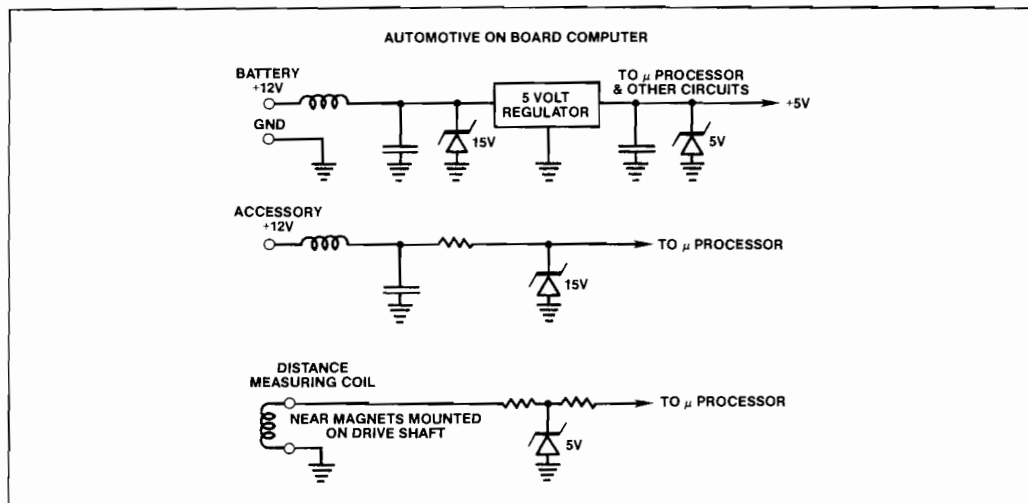 AUTOMOTIVE ON BOARD COMPUTER
BATTERY
+12V
GND
15V
5 VOLT
REGULATOR
TO μ PROCESSOR
& OTHER CIRCUITS
+5V
5V
ACCESSORY
+12V
TO μ PROCESSOR
15V
DISTANCE
MEASURING COIL
NEAR MAGNETS MOUNTED
ON DRIVE SHAFT
TO μ PROCESSOR
5V